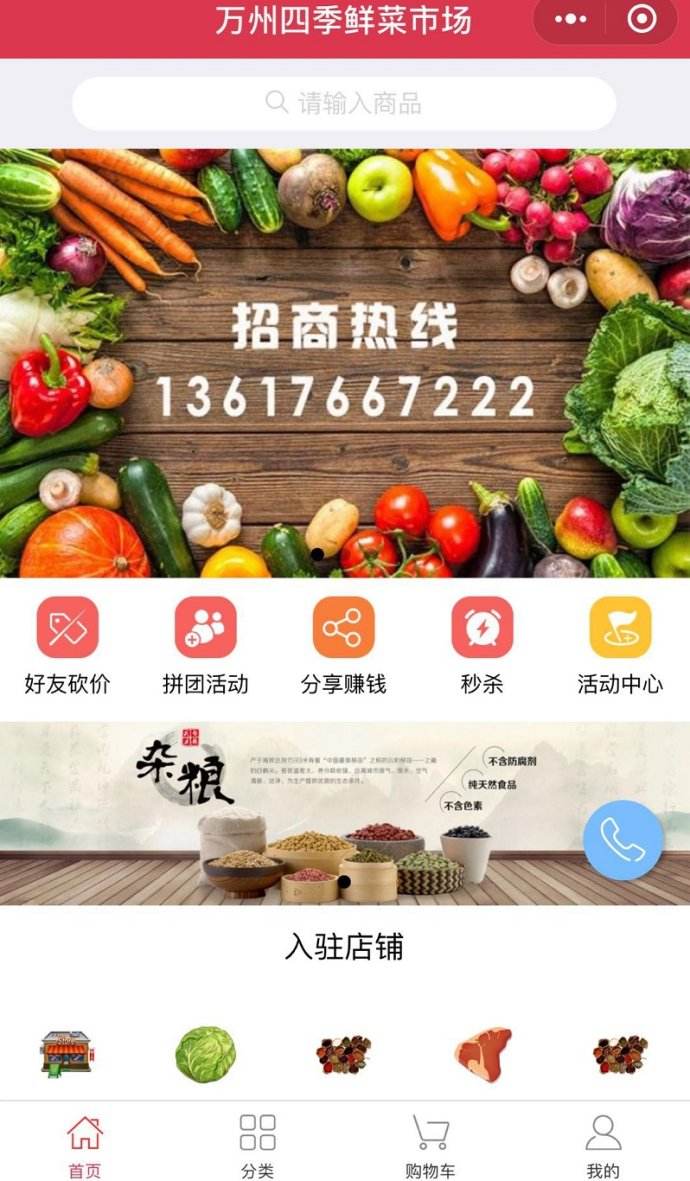 万州四季鲜菜市场
请输入商品
招商热线
13617667222
好友砍价
拼团活动
分享赚钱
秒杀
活动中心
杂粮
不含防腐剂
纯天然食品
不含色素
入驻店铺
首页
分类
购物车
我的